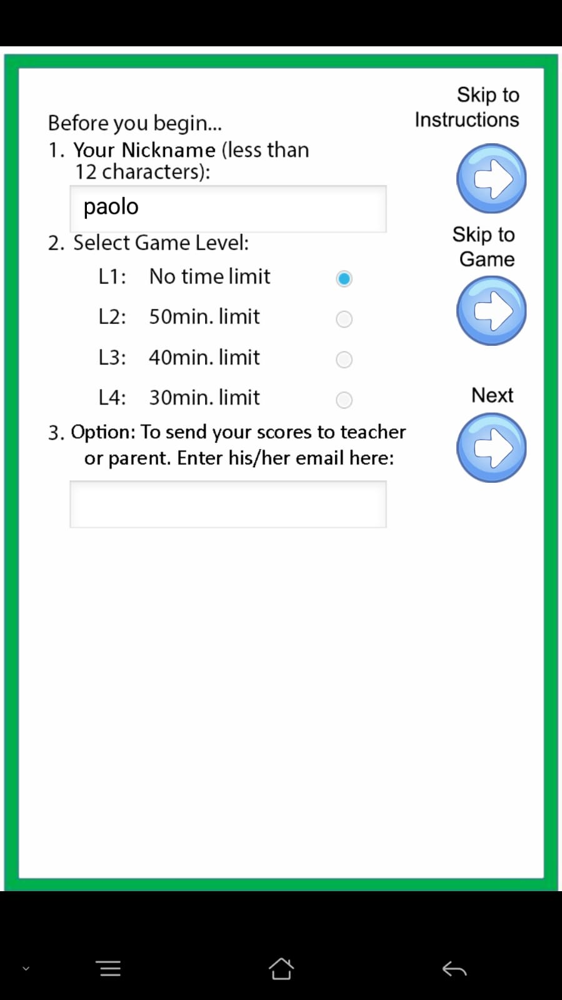 Skip to
Instructions
Before you begin...
1. Your Nickname (less than
12 characters):
paolo
2. Select Game Level:
Skip to
Game
L1: No time limit
L2: 50min. limit
L3: 40min. limit
L4: 30min. limit
Next
3. Option: To send your scores to teacher
or parent. Enter his/her email here: